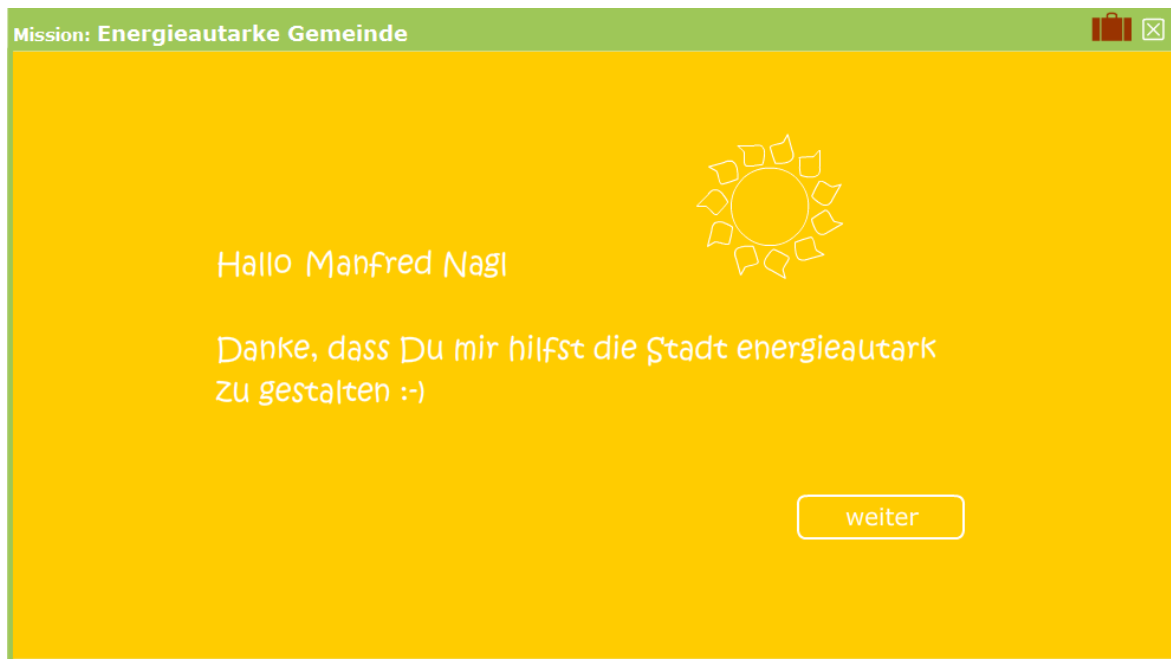 Mission: Energieautarke Gemeinde
Hallo Manfred Nagl
Danke, dass Du mir hilfst die Stadt energieautark
zu gestalten :-)
weiter